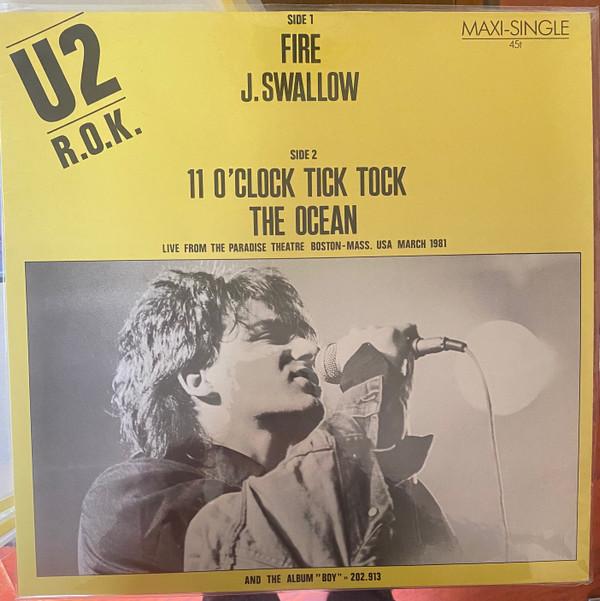 U2
R.O.K.
SIDE 1
FIRE
J. SWALLOW
MAXI-SINGLE
45t
SIDE 2
11 O'CLOCK TICK TOCK
THE OCEAN
LIVE FROM THE PARADISE THEATRE BOSTON-MASS. USA MARCH 1981
AND THE ALBUM "BOY" = 202.913